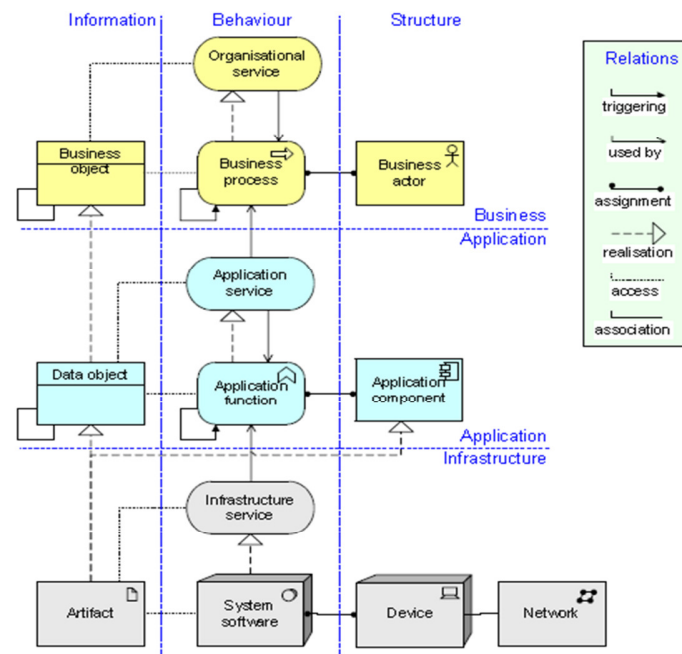 Information
Behaviour
Structure
Organisational
service
Relations
triggering
used by
assignment
realisation
access
association
Business
object
Business
process
Business
actor
Business
Application
Application
service
Data object
Application
function
Application
component
Application
Infrastructure
Infrastructure
service
Artifact
System
software
Device
Network